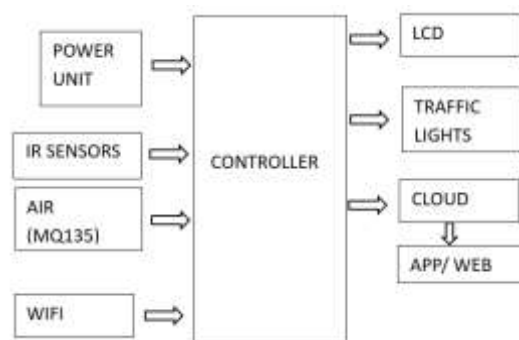 POWER
UNIT
IR SENSORS
AIR
(MQ135)
WIFI
CONTROLLER
LCD
TRAFFIC
LIGHTS
CLOUD
APP/ WEB